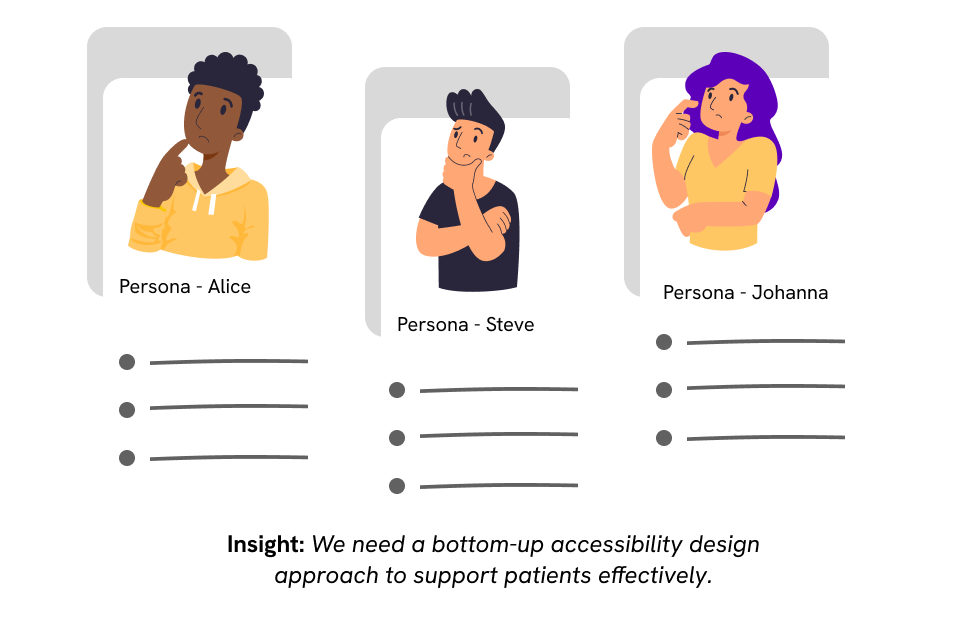 Persona - Alice
Persona - Steve
Persona - Johanna
Insight: We need a bottom-up accessibility design
approach to support patients effectively.